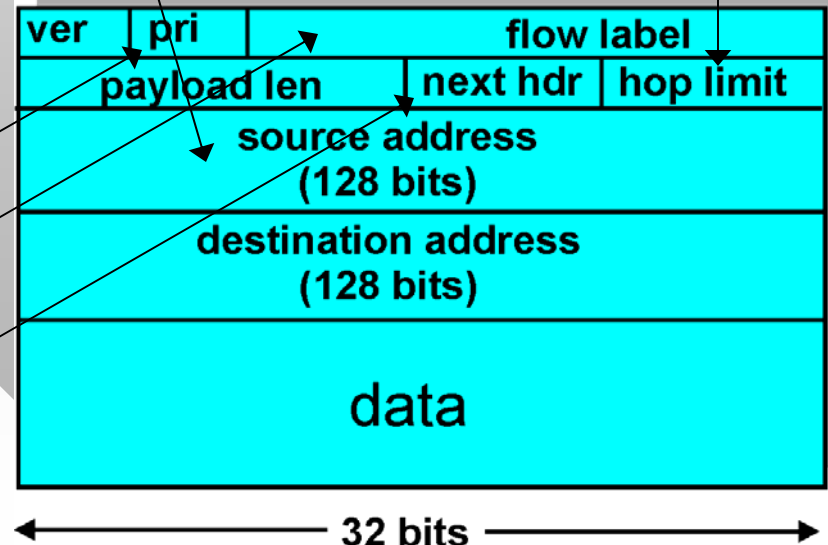 ver pri flow label
payload len next hdr hop limit
source address
(128 bits)
destination address
(128 bits)
data
32 bits